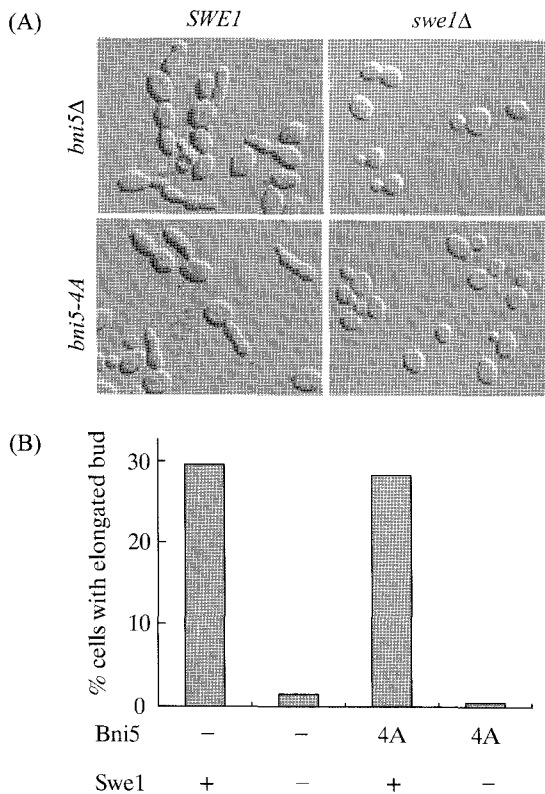 (A)
SWE1 swe1Δ
bni5Δ
bni5-4A
(B)
% cells with elongated bud
30
20
10
0
Bni5 − − 4A 4A
Swe1 + − + −